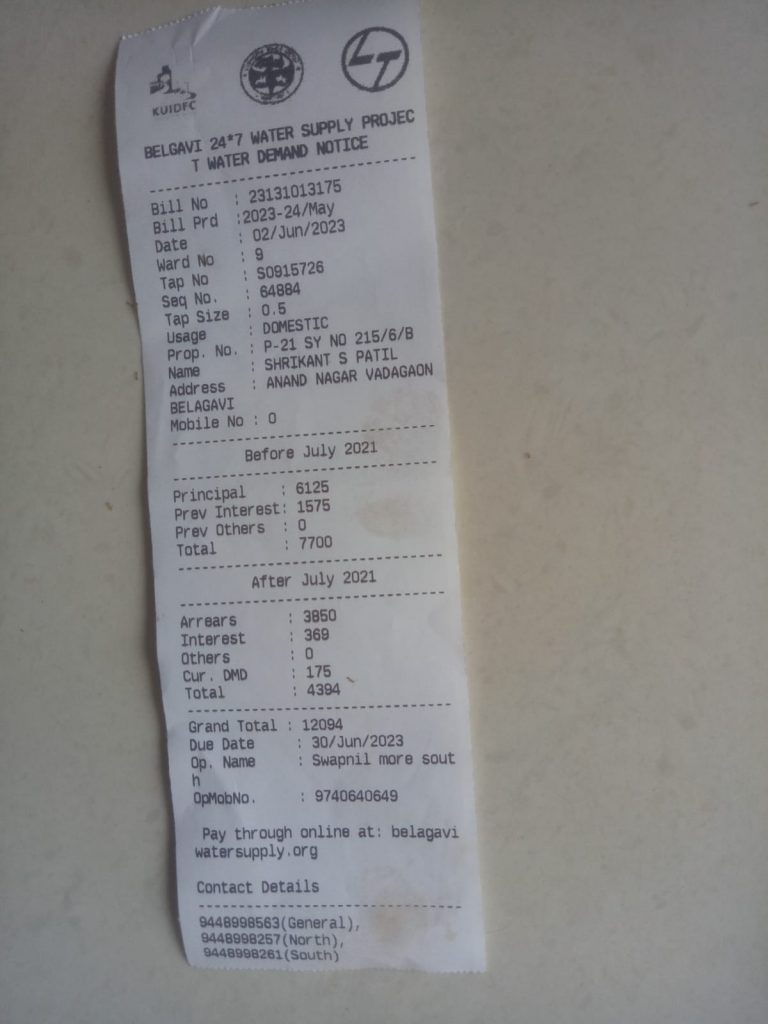 KUIDFC
LT
BELGAVI 24*7 WATER SUPPLY PROJEC
T WATER DEMAND NOTICE
Bill No : 23131013175
Bill Prd :2023-24/May
Date : 02/Jun/2023
Ward No : 9
Tap No : S0915726
Seq No. : 64884
Tap Size : 0.5
Usage : DOMESTIC
Prop. No. : P-21 SY NO 215/6/B
Name : SHRIKANT S PATIL
Address : ANAND NAGAR VADAGAON
BELAGAVI
Mobile No : 0
Before July 2021
Principal : 6125
Prev Interest: 1575
Prev Others : 0
Total : 7700
After July 2021
Arrears : 3850
Interest : 369
Others : 0
Cur. DMD : 175
Total : 4394
Grand Total : 12094
Due Date : 30/Jun/2023
Op. Name : Swapnil more sout
h
OpMobNo. : 9740640649
Pay through online at: belagavi
watersupply.org
Contact Details
9448998563(General),
9448998257(North),
9448998261(South)